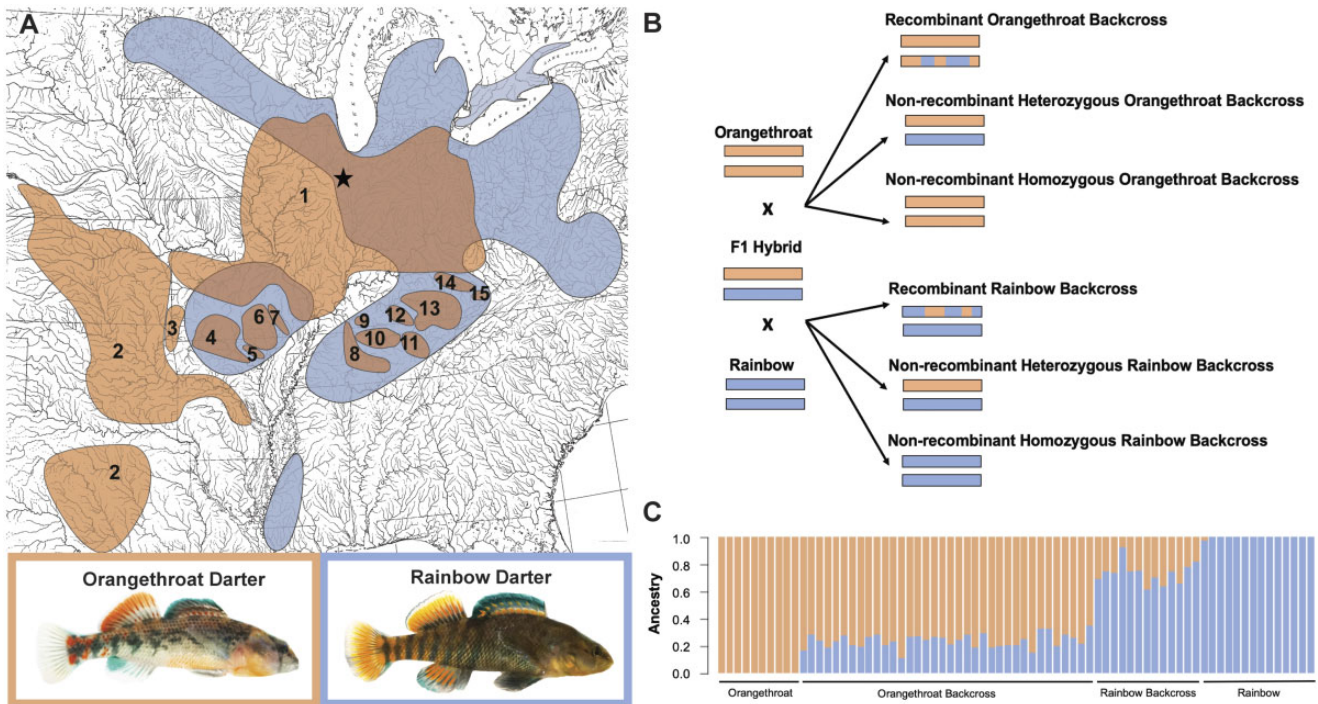 A
1
2
3
4
5
6
7
8
9
10
11
12
13
14
15
2
Orangethroat Darter
Rainbow Darter
B
Recombinant Orangethroat Backcross
Non-recombinant Heterozygous Orangethroat Backcross
Orangethroat
Non-recombinant Homozygous Orangethroat Backcross
X
F1 Hybrid
Recombinant Rainbow Backcross
X
Non-recombinant Heterozygous Rainbow Backcross
Rainbow
Non-recombinant Homozygous Rainbow Backcross
C
Ancestry
1.0
0.8
0.6
0.4
0.2
0.0
Orangethroat
Orangethroat Backcross
Rainbow Backcross
Rainbow